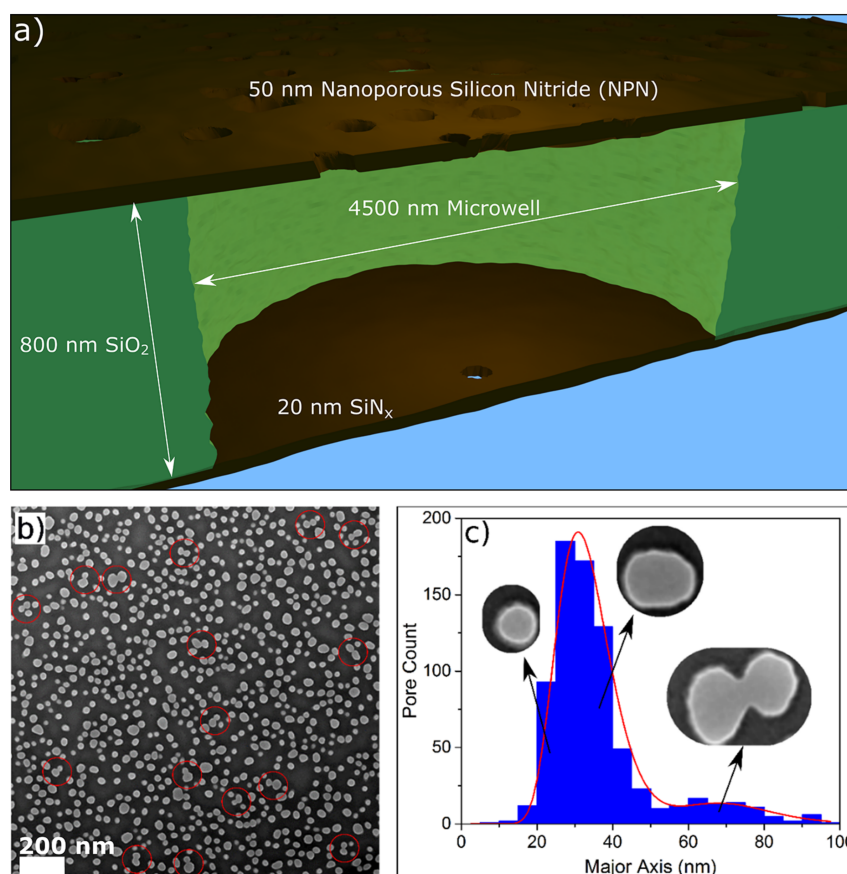 a)
50 nm Nanoporous Silicon Nitride (NPN)
4500 nm Microwell
800 nm SiO₂
20 nm SiNₓ
b)
200 nm
c)
200
150
100
50
0
Pore Count
0 20 40 60 80 100
Major Axis (nm)